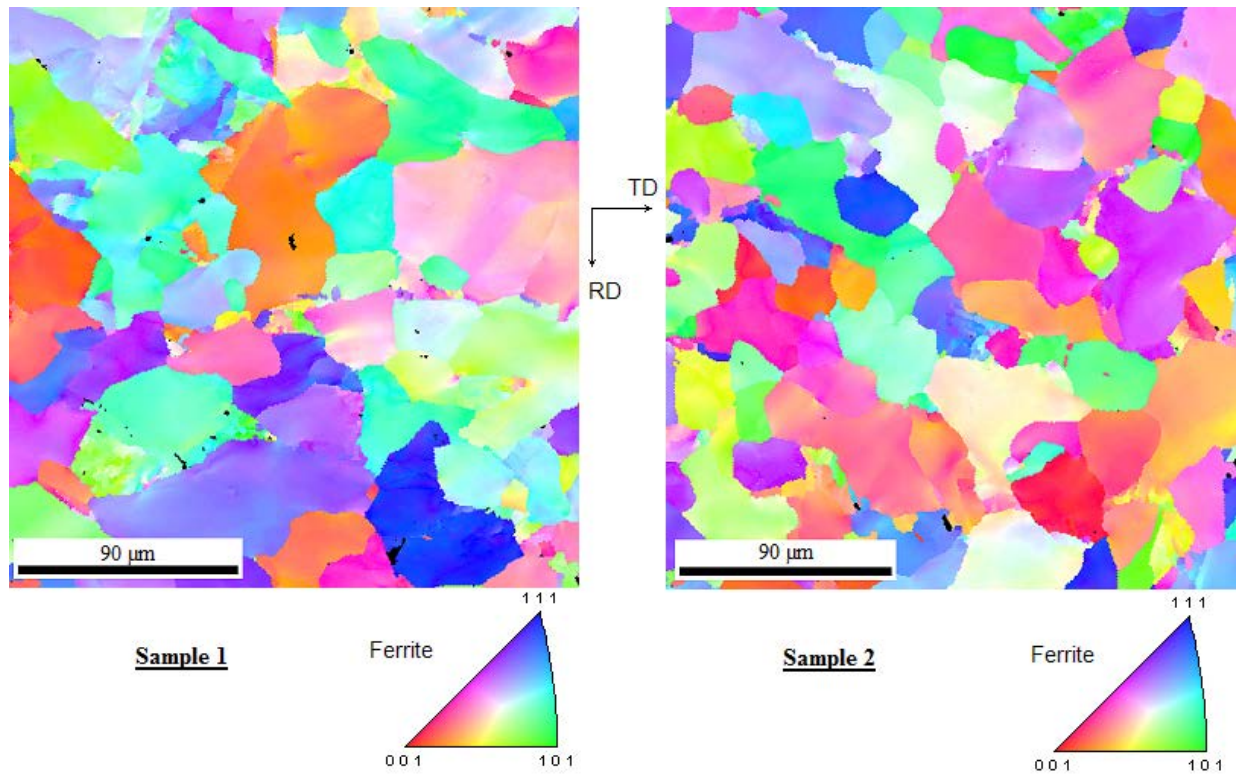 TD
RD
90 µm
90 µm
1 1 1
1 1 1
Sample 1
Ferrite
Sample 2
Ferrite
0 0 1
1 0 1
0 0 1
1 0 1